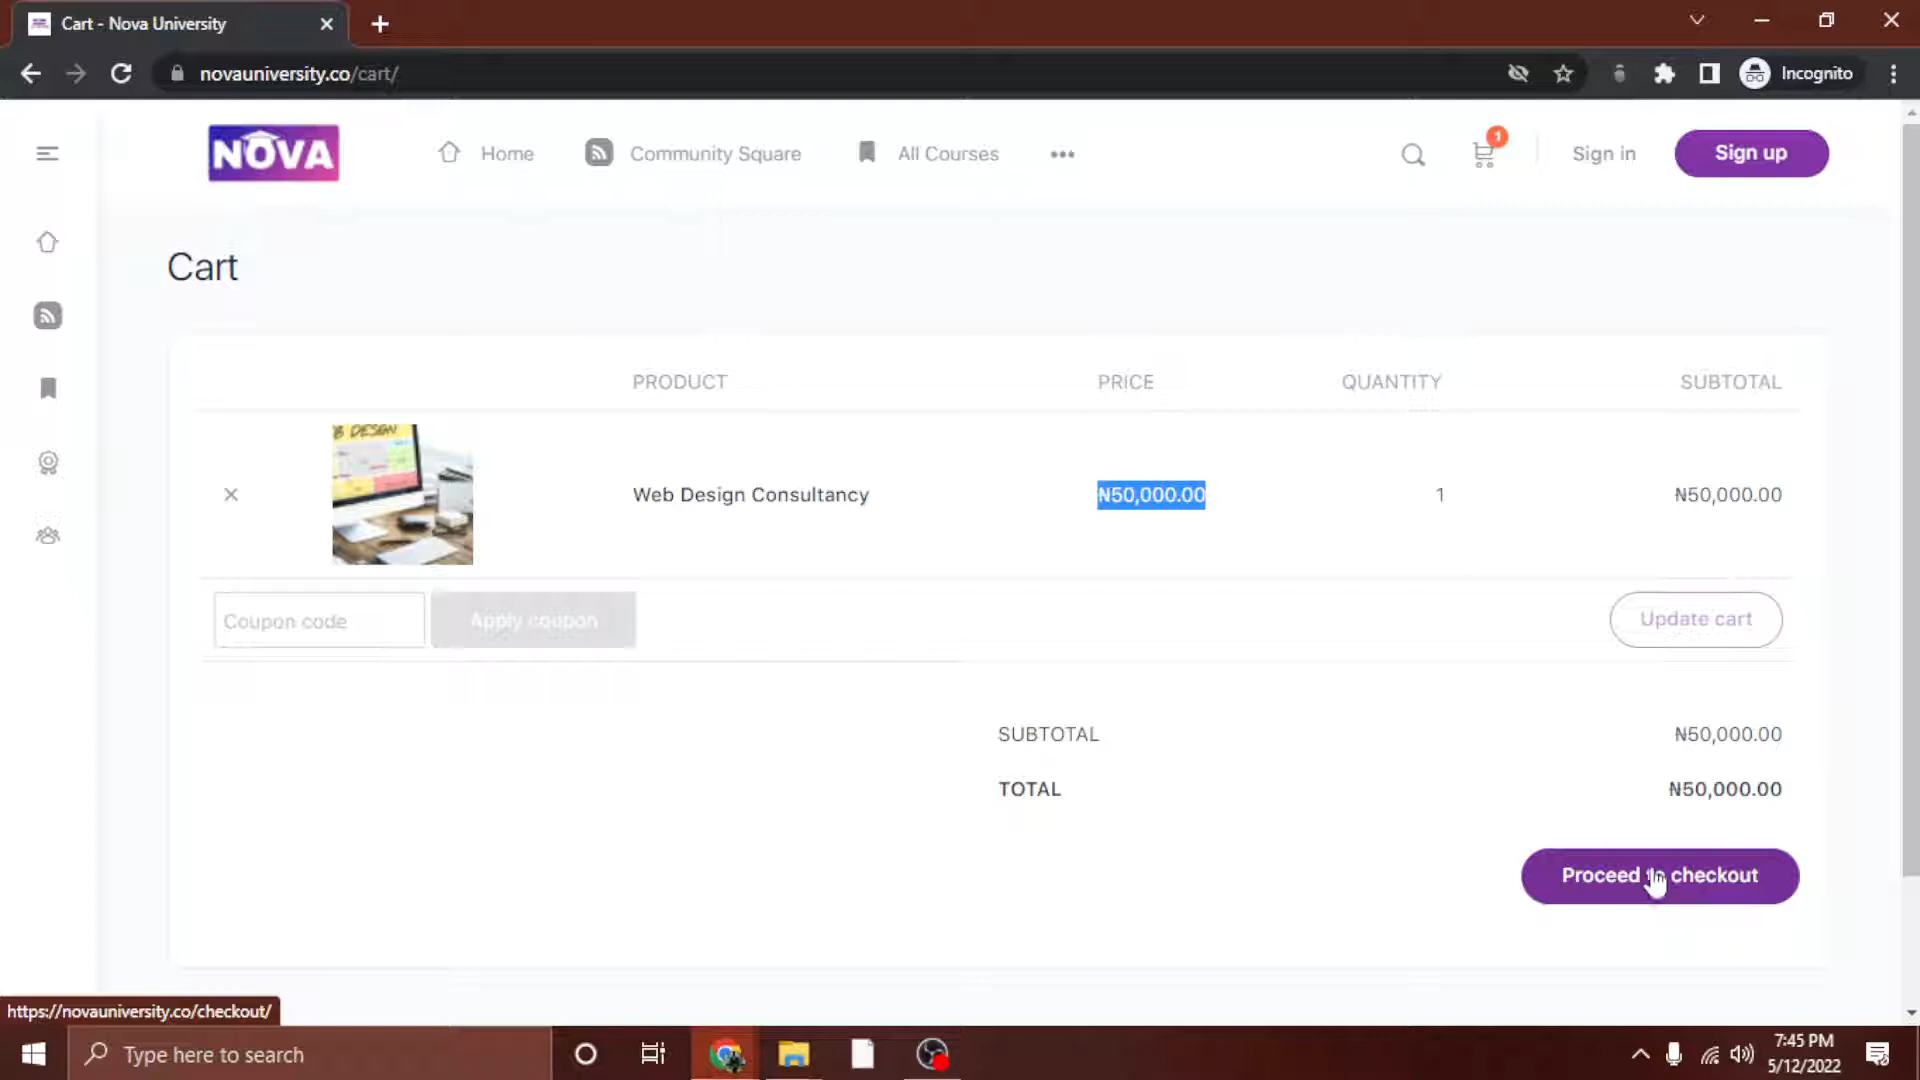 Cart - Nova University
novauniversity.co/cart/
Incognito
NOVA
Home
Community Square
All Courses
1
Sign in
Sign up
Cart
PRODUCT
PRICE
QUANTITY
SUBTOTAL
B DESIGN
Web Design Consultancy
₦50,000.00
1
₦50,000.00
Coupon code
Apply coupon
Update cart
SUBTOTAL
₦50,000.00
TOTAL
₦50,000.00
Proceed to checkout
https://novauniversity.co/checkout/
Type here to search
7:45 PM
5/12/2022